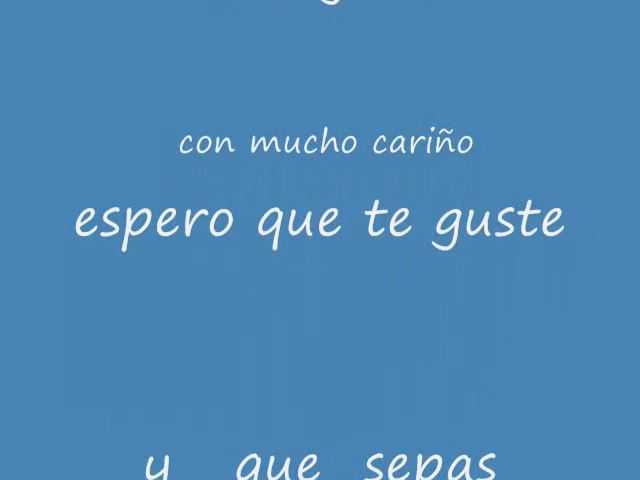 con mucho cariño
espero que te guste
y que sepas